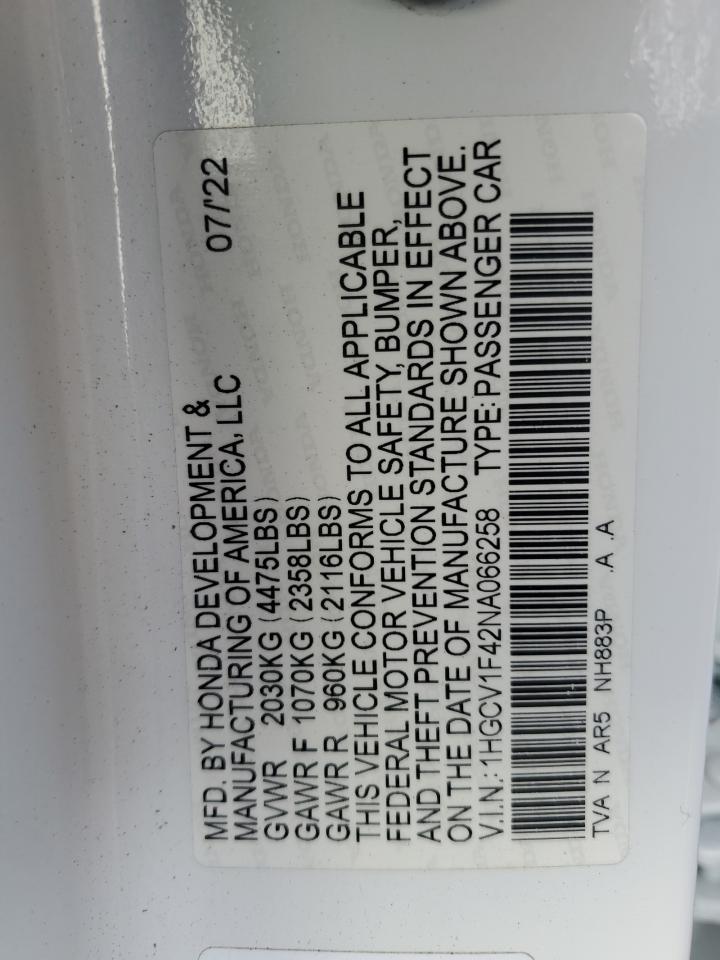 MFD. BY HONDA DEVELOPMENT &
MANUFACTURING OF AMERICA, LLC 07/'22
GVWR 2030KG (4475LBS)
GAWR F 1070KG (2358LBS)
GAWR R 960KG (2116LBS)
THIS VEHICLE CONFORMS TO ALL APPLICABLE
FEDERAL MOTOR VEHICLE SAFETY, BUMPER,
AND THEFT PREVENTION STANDARDS IN EFFECT
ON THE DATE OF MANUFACTURE SHOWN ABOVE.
V.I.N.: 1HGCV1F42NA066258 TYPE: PASSENGER CAR
TVA N AR5 NH883P .A .A